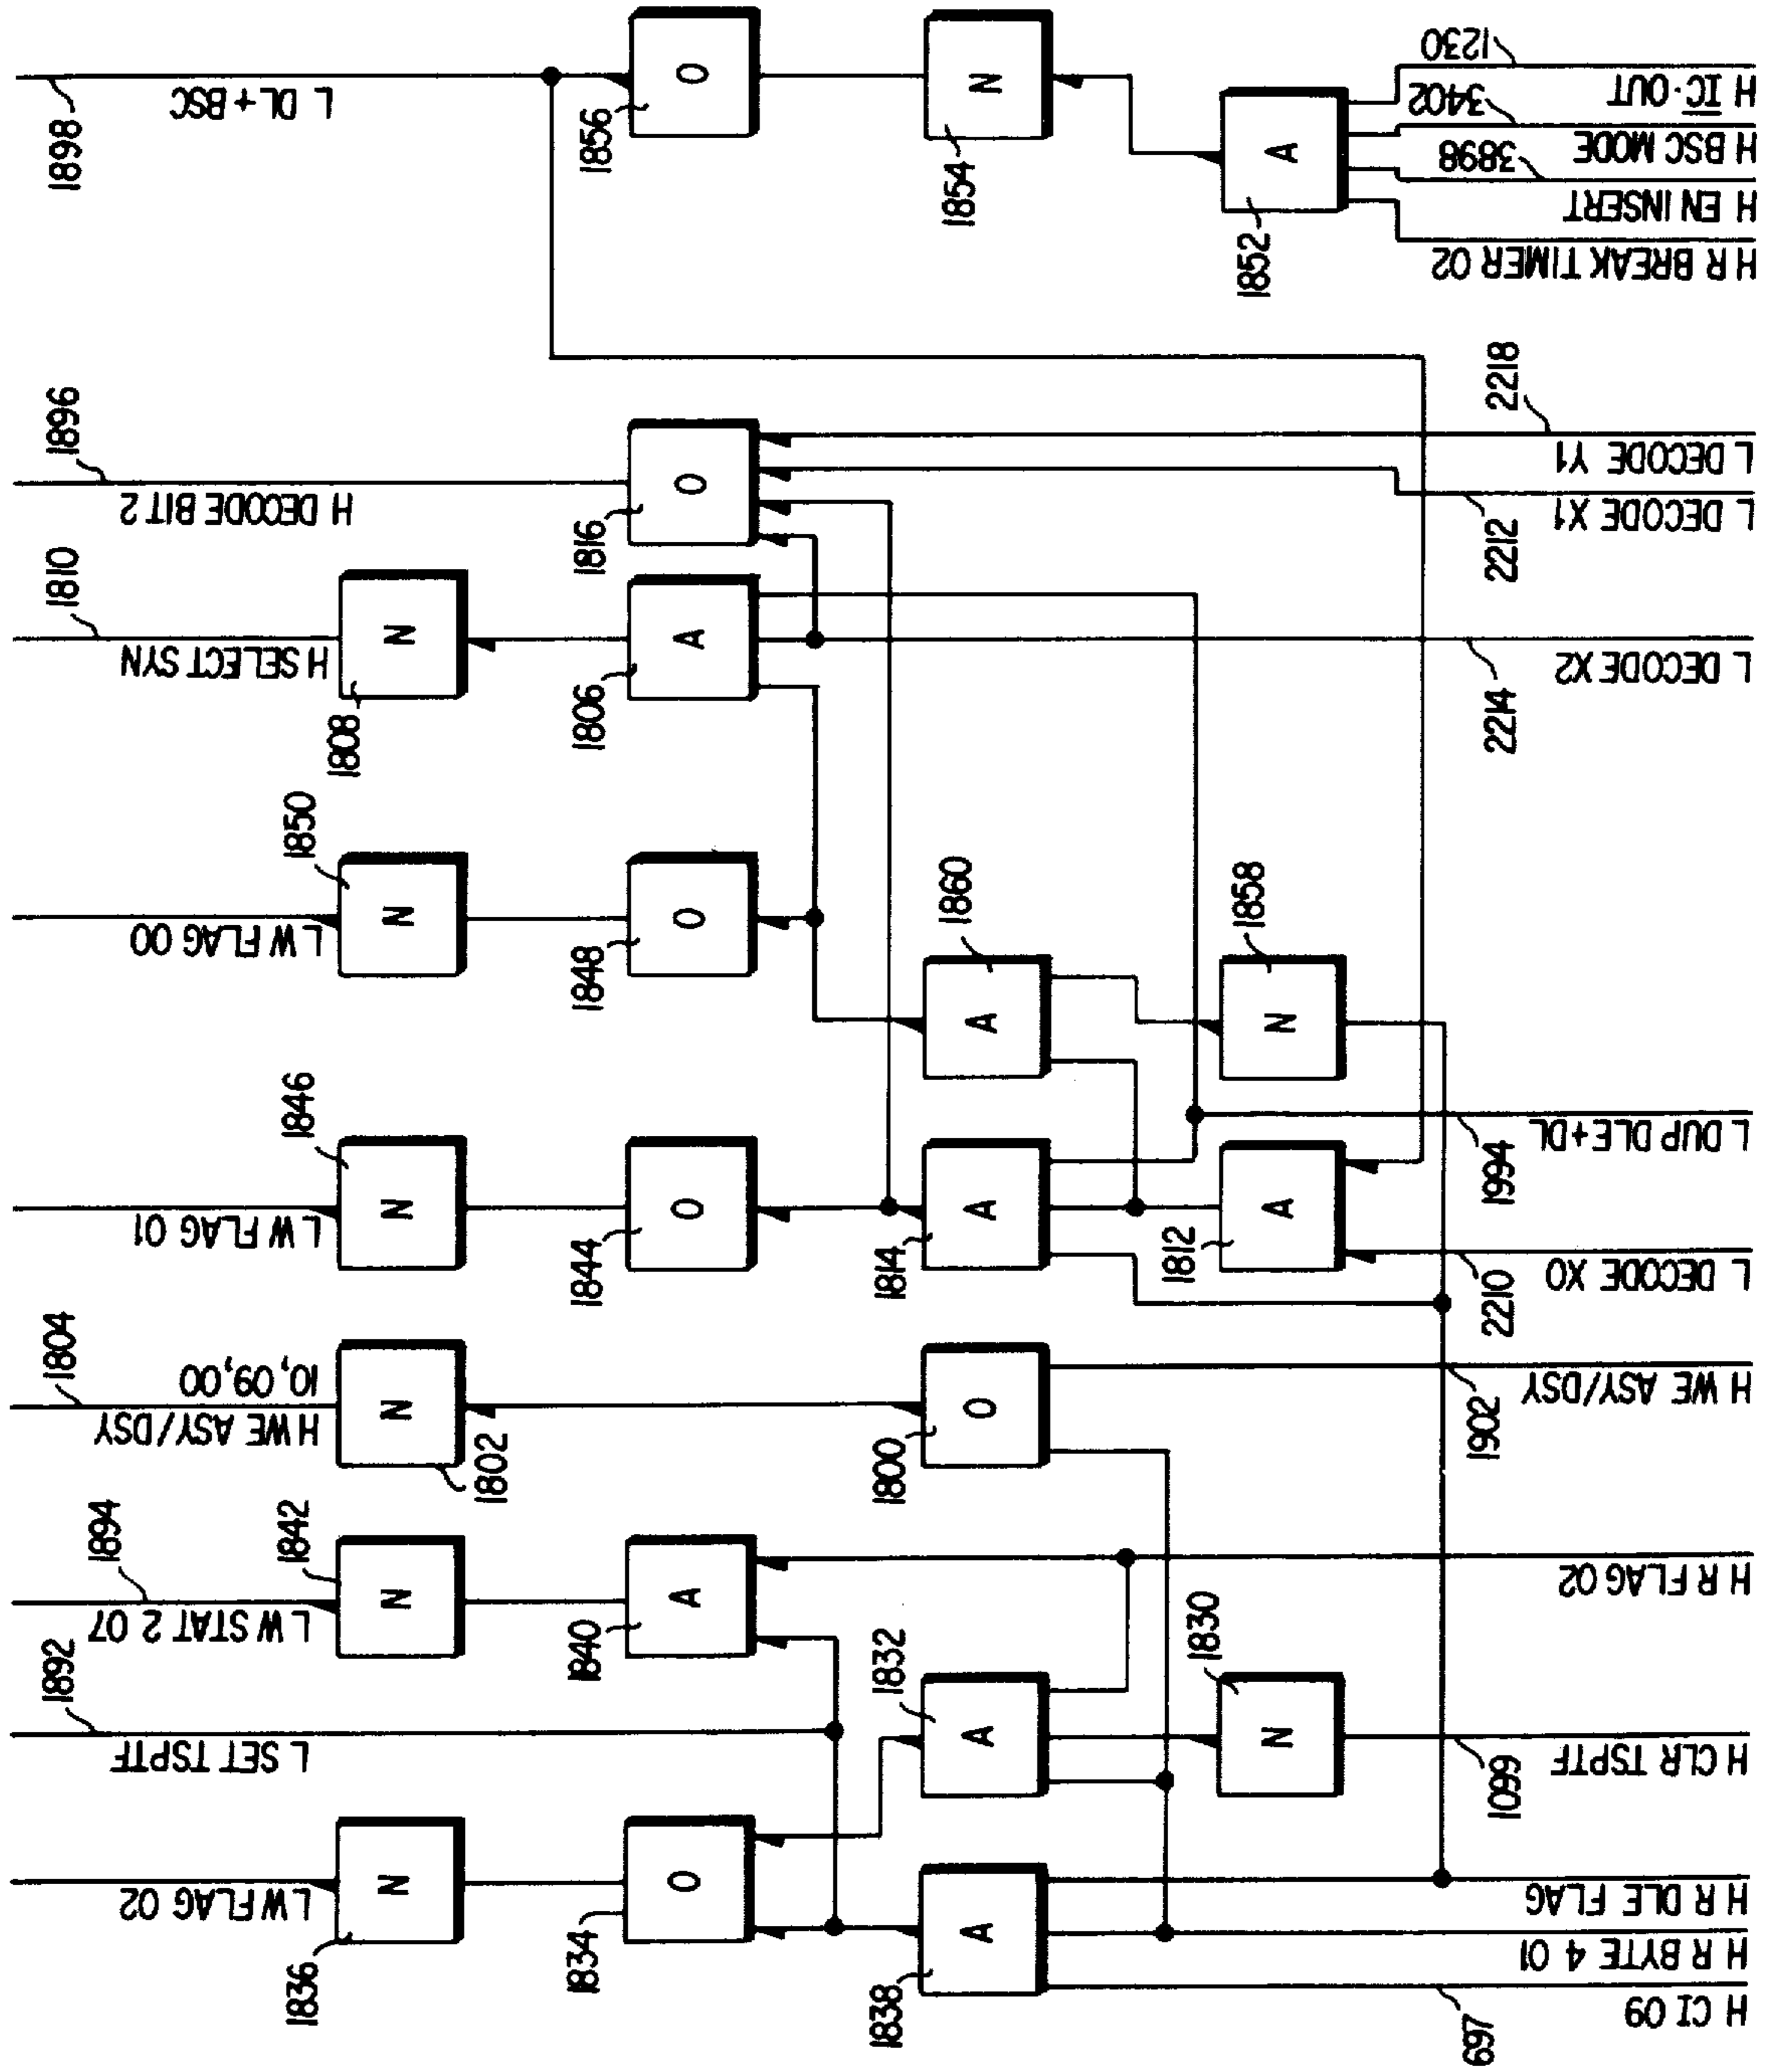 L DL + BSC
1898
1856
O
1854
N
1852
A
1230
H IC·OUT
3402
H BSC MODE
3898
H EN INSERT
H R BREAK TIMER 02
1896
H DECODE BIT 2
1816
O
2218
L DECODE Y1
2212
L DECODE X1
1810
H SELECT SYN
1808
N
1806
A
2214
L DECODE X2
L W FLAG 00
1850
N
1848
O
1860
A
1858
N
L W FLAG 01
1846
N
1844
O
1814
A
1812
A
1994
L DUP DLE+DL
2210
L DECODE X0
1804
H WE ASY/DSY
10,09,00
1802
N
1800
O
1902
H WE ASY/DSY
1894
L W STAT 2 07
1842
N
1840
A
H R FLAG 02
1892
L SET TSPTF
1832
A
1830
N
1099
H CLR TSPTF
L W FLAG 02
1836
N
1834
O
1838
A
H R DLE FLAG
H R BYTE 4 01
697
H CI 09